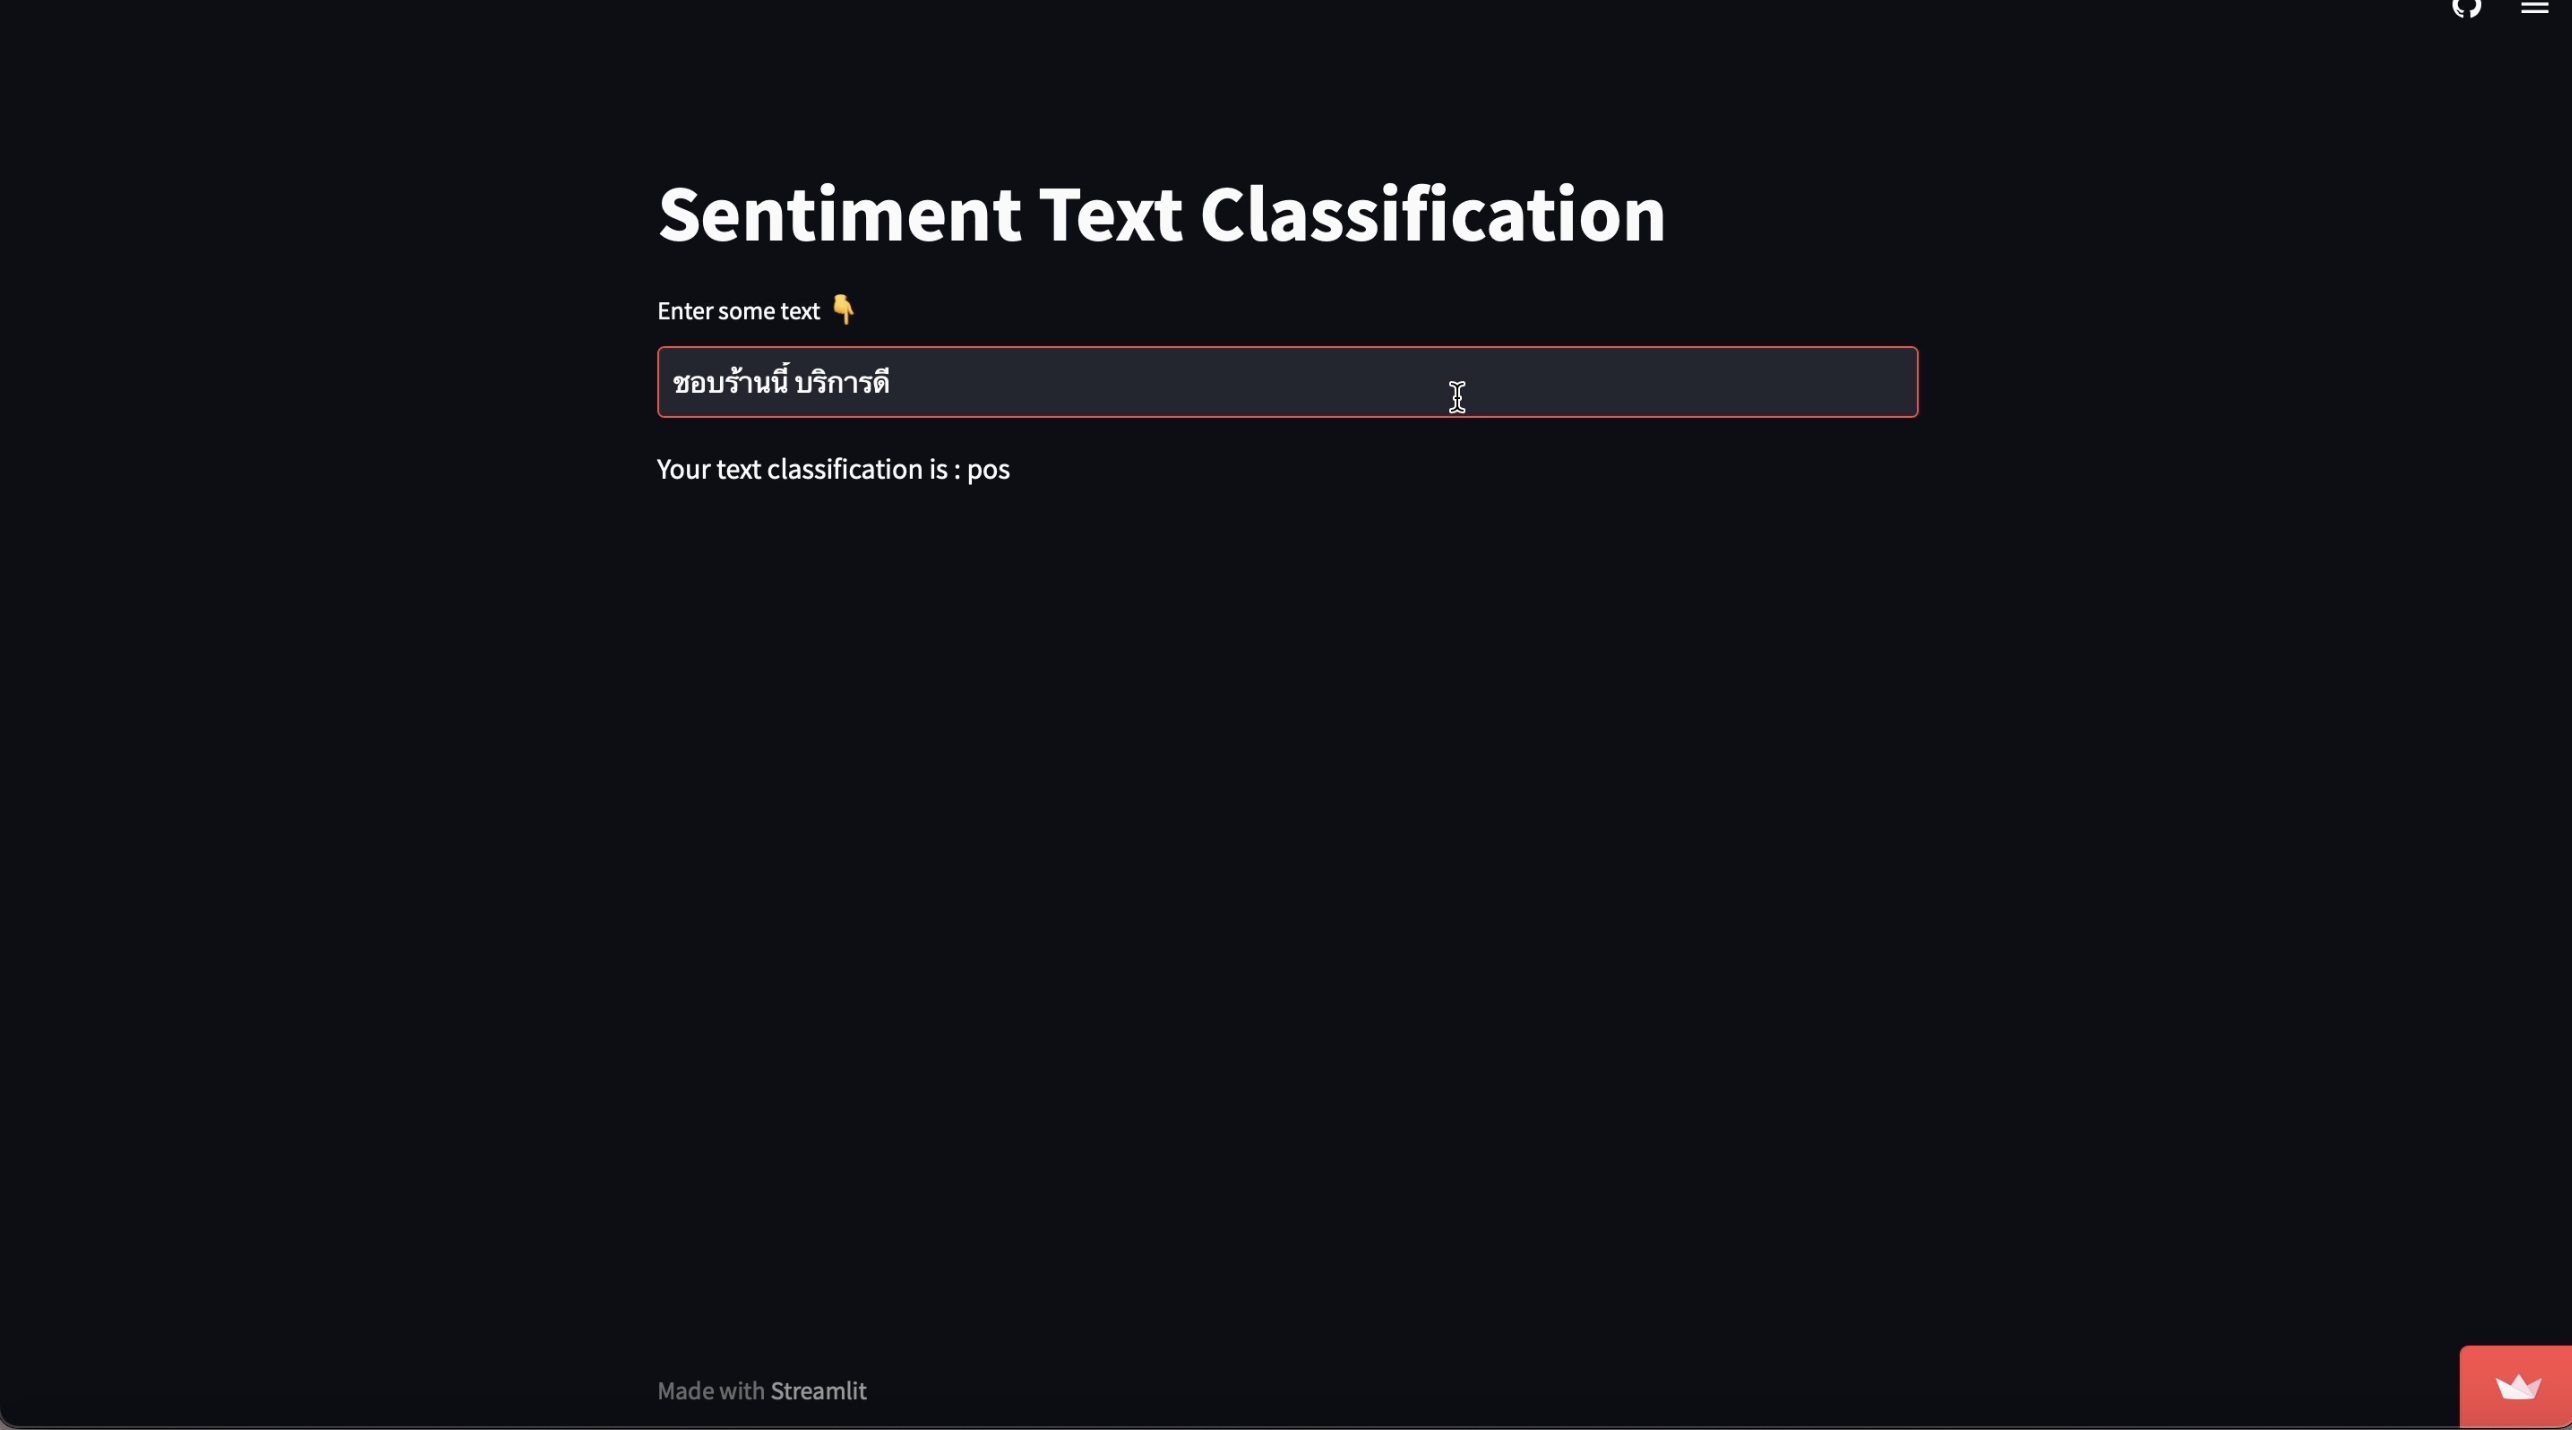 Sentiment Text Classification
Enter some text 👇
ชอบร้านนี้ บริการดี
Your text classification is : pos
Made with Streamlit